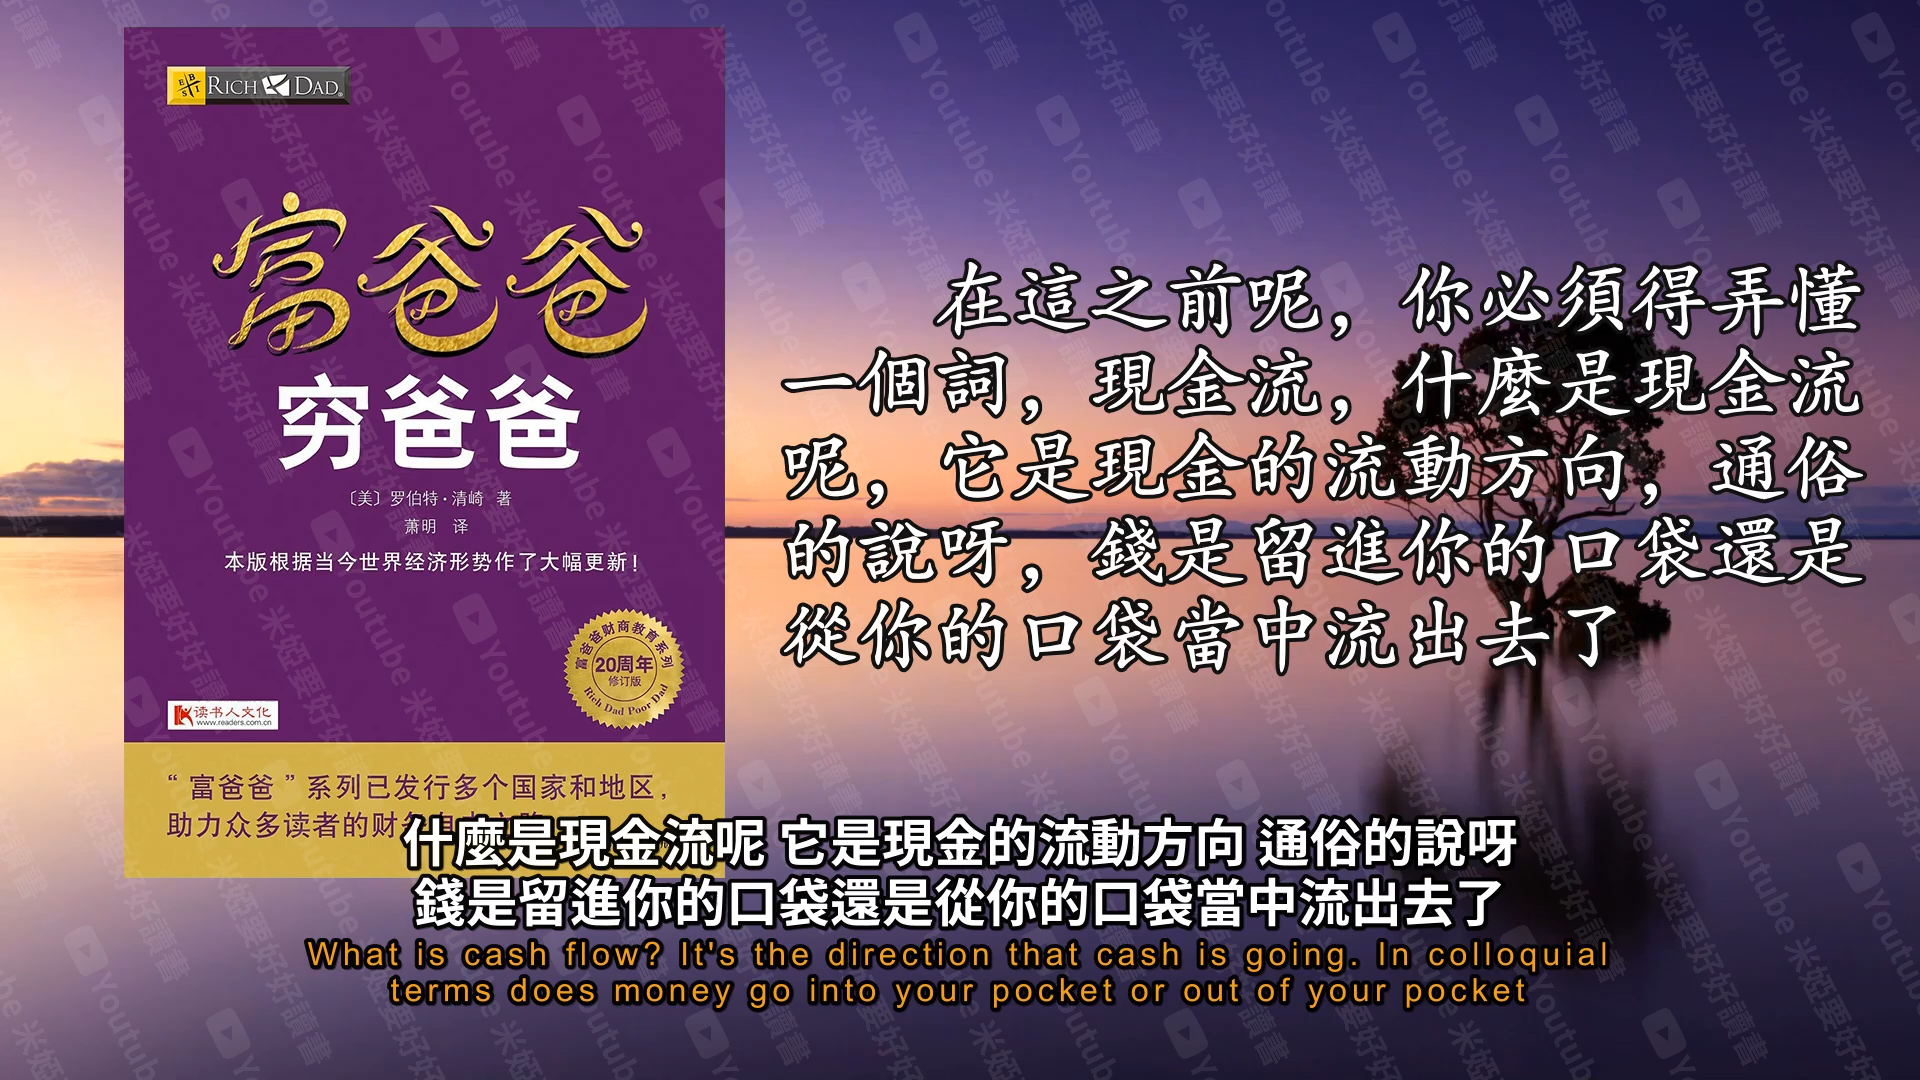 RICH DAD
富爸爸
穷爸爸
〔美〕罗伯特·清崎 著
萧明 译
本版根据当今世界经济形势作了大幅更新！
富爸爸财商教育系列
20周年
修订版
Rich Dad Poor Dad
读书人文化
www.readers.com.cn
“富爸爸”系列已发行多个国家和地区，
助力众多读者的财
在這之前呢，你必須得弄懂
一個詞，現金流，什麼是現金流
呢，它是現金的流動方向，通俗
的說呀，錢是留進你的口袋還是
從你的口袋當中流出去了
什麼是現金流呢 它是現金的流動方向 通俗的說呀
錢是留進你的口袋還是從你的口袋當中流出去了
What is cash flow? It's the direction that cash is going. In colloquial
terms does money go into your pocket or out of your pocket
Youtube 米婭要好好讀書